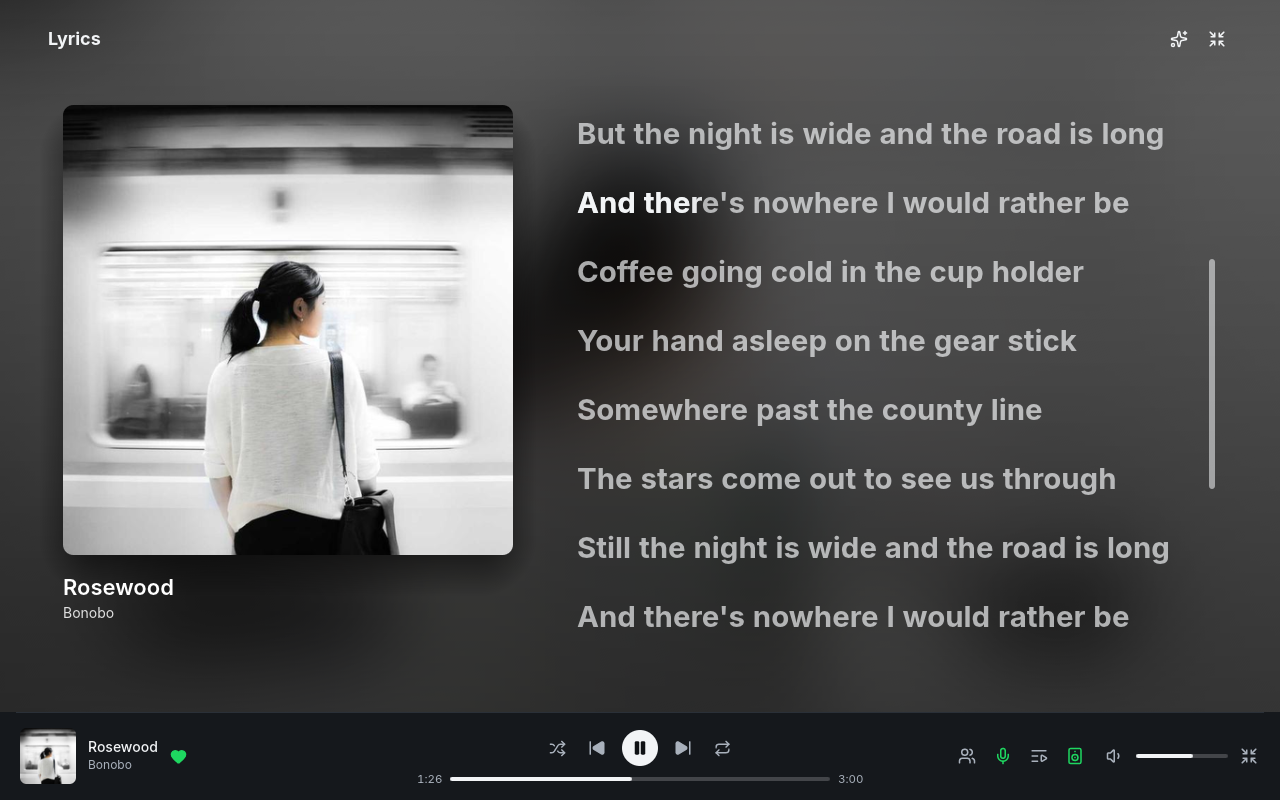 Lyrics
But the night is wide and the road is long
And there's nowhere I would rather be
Coffee going cold in the cup holder
Your hand asleep on the gear stick
Somewhere past the county line
The stars come out to see us through
Still the night is wide and the road is long
And there's nowhere I would rather be
Rosewood
Bonobo
Rosewood
Bonobo
1:26
3:00